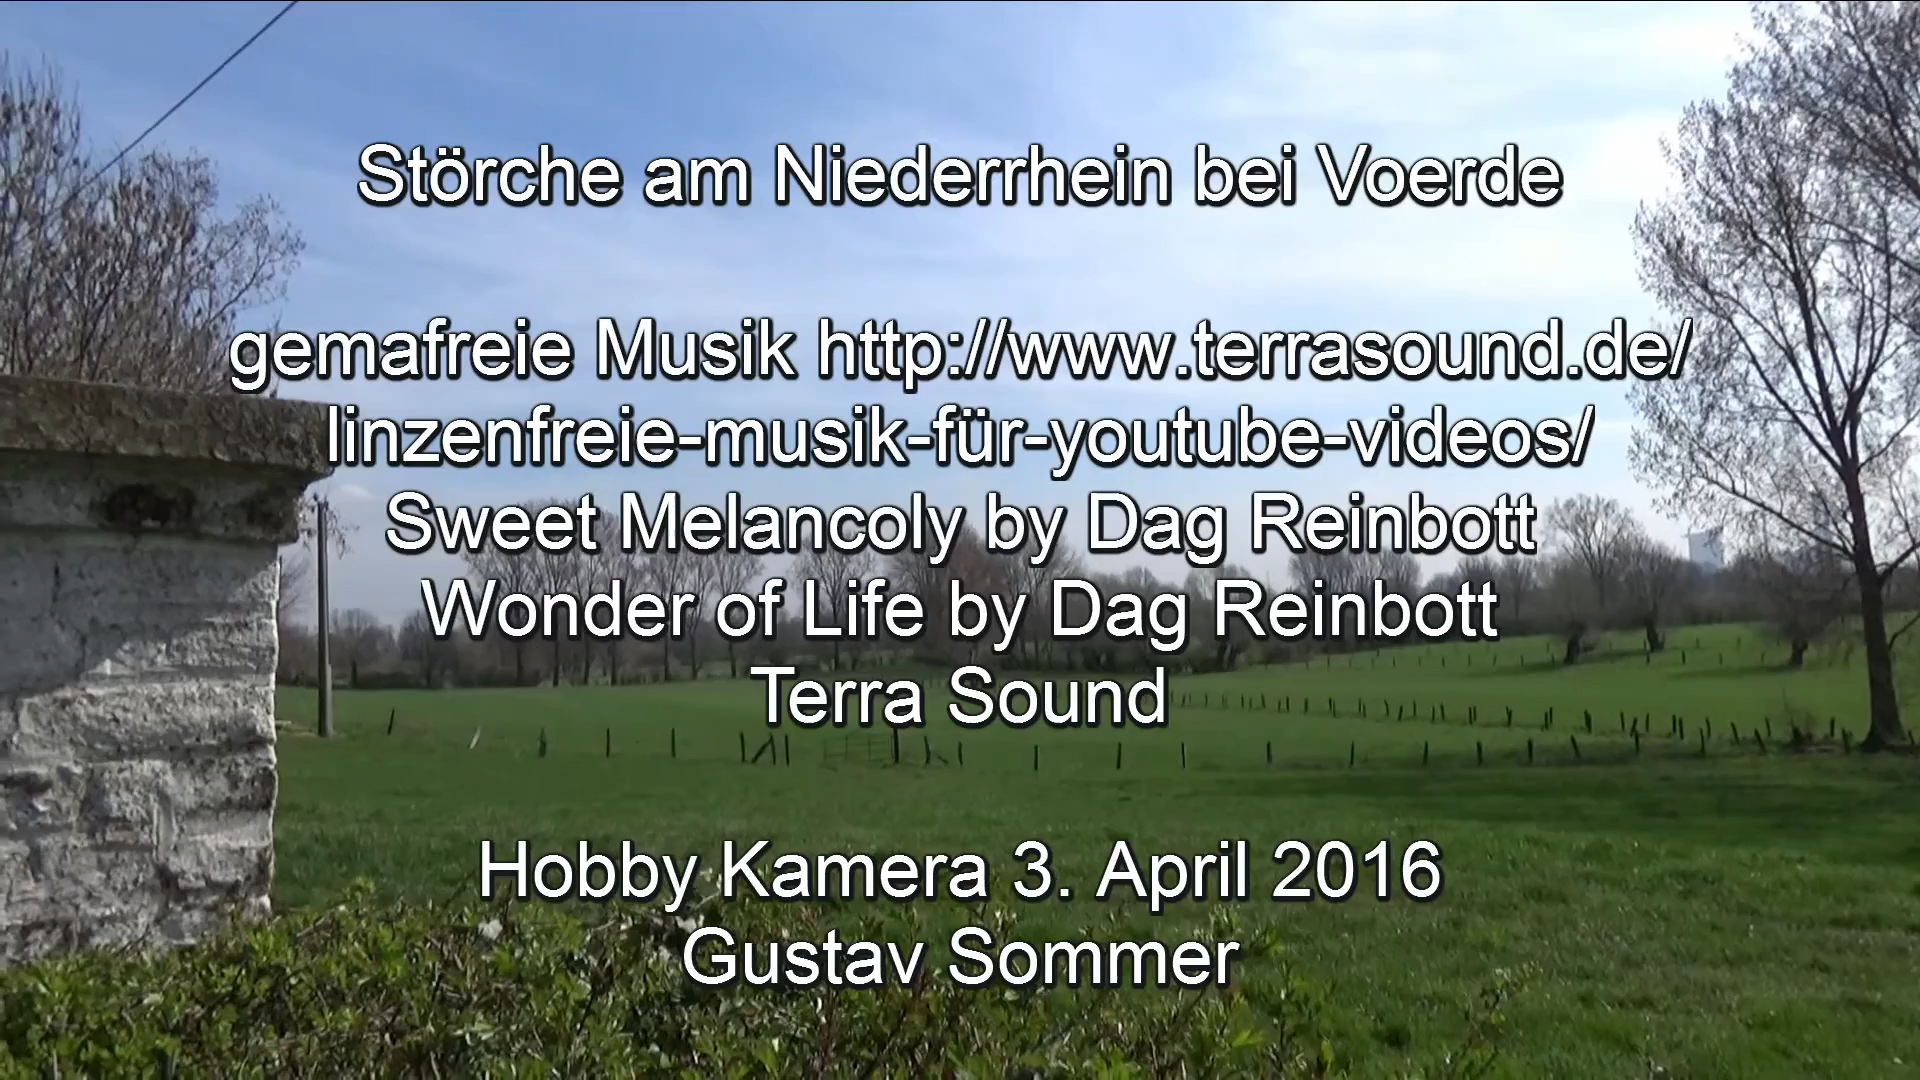 Störche am Niederrhein bei Voerde
gemafreie Musik http://www.terrasound.de/
linzenfreie-musik-für-youtube-videos/
Sweet Melancoly by Dag Reinbott
Wonder of Life by Dag Reinbott
Terra Sound
Hobby Kamera 3. April 2016
Gustav Sommer